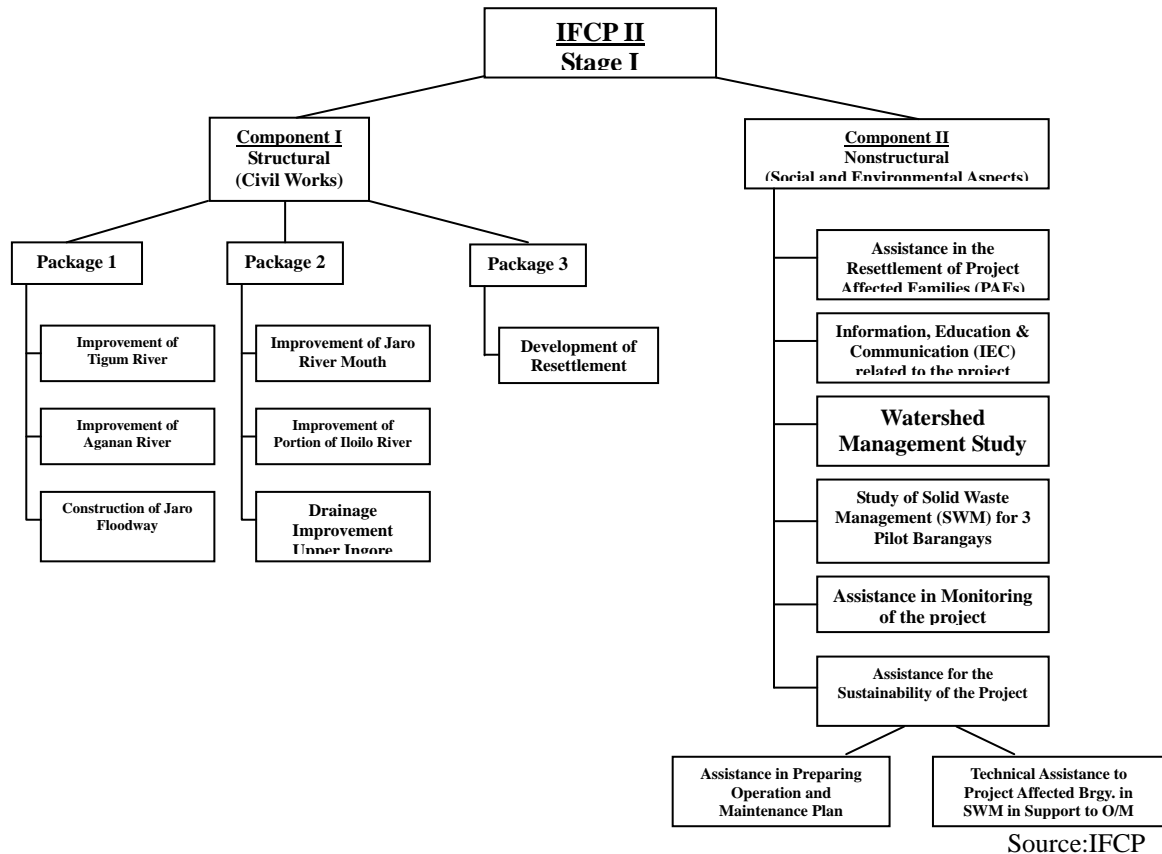 IFCP II
Stage I
Component I
Structural
(Civil Works)
Component II
Nonstructural
(Social and Environmental Aspects)
Package 1
Package 2
Package 3
Improvement of
Tigum River
Improvement of
Aganan River
Construction of Jaro
Floodway
Improvement of Jaro
River Mouth
Improvement of
Portion of Iloilo River
Drainage
Improvement
Upper Ingore
Development of
Resettlement
Assistance in the
Resettlement of Project
Affected Families (PAFs)
Information, Education &
Communication (IEC)
related to the project
Watershed
Management Study
Study of Solid Waste
Management (SWM) for 3
Pilot Barangays
Assistance in Monitoring
of the project
Assistance for the
Sustainability of the Project
Assistance in Preparing
Operation and
Maintenance Plan
Technical Assistance to
Project Affected Brgy. in
SWM in Support to O/M
Source:IFCP